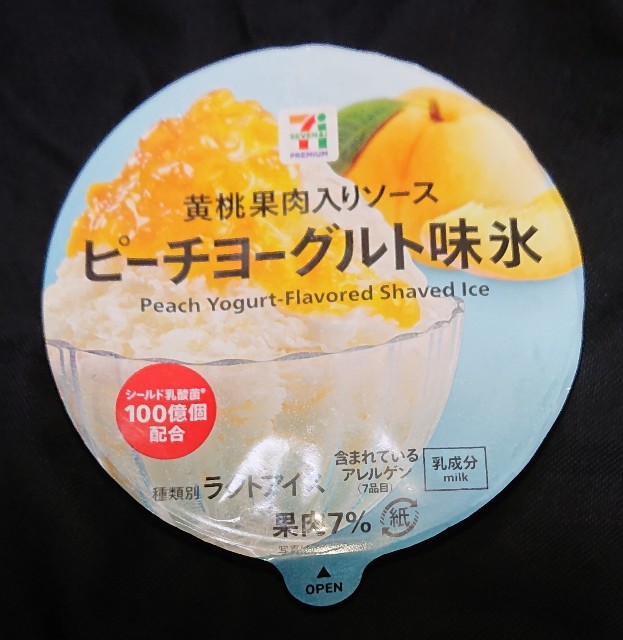 SEVEN&i
PREMIUM
黄桃果肉入りソース
ピーチヨーグルト味氷
Peach Yogurt-Flavored Shaved Ice
シールド乳酸菌®
100億個
配合
含まれている
アレルゲン
(7品目)
乳成分
milk
種類別 ラクトアイス
果肉7%
紙
OPEN